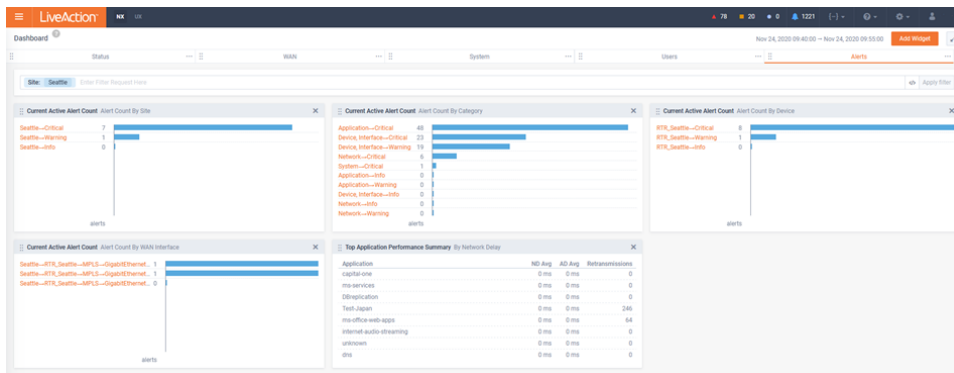 LiveAction NX UX 78 20 0 1221
Dashboard
Nov 24, 2020 09:40:00 — Nov 24, 2020 09:55:00 Add Widget
Status WAN System Users Alerts
Site: Seattle Enter Filter Request Here Apply filter
Current Active Alert Count Alert Count By Site
Seattle→Critical 7
Seattle→Warning 1
Seattle→Info 0
alerts
Current Active Alert Count Alert Count By Category
Application→Critical 48
Device, Interface→Critical 23
Device, Interface→Warning 19
Network→Critical 6
System→Critical 1
Application→Info 0
Application→Warning 0
Device, Interface→Info 0
Network→Info 0
Network→Warning 0
alerts
Current Active Alert Count Alert Count By Device
RTR_Seattle→Critical 8
RTR_Seattle→Warning 1
RTR_Seattle→Info 0
alerts
Current Active Alert Count Alert Count By WAN Interface
Seattle→RTR_Seattle→MPLS→GigabitEthernet... 1
Seattle→RTR_Seattle→MPLS→GigabitEthernet... 1
Seattle→RTR_Seattle→MPLS→GigabitEthernet... 0
alerts
Top Application Performance Summary By Network Delay
Application ND Avg AD Avg Retransmissions
capital-one 0 ms 0 ms 0
ms-services 0 ms 0 ms 0
DBreplication 0 ms 0 ms 0
Test-Japan 0 ms 0 ms 246
ms-office-web-apps 0 ms 0 ms 64
internet-audio-streaming 0 ms 0 ms 0
unknown 0 ms 0 ms 0
dns 0 ms 0 ms 0